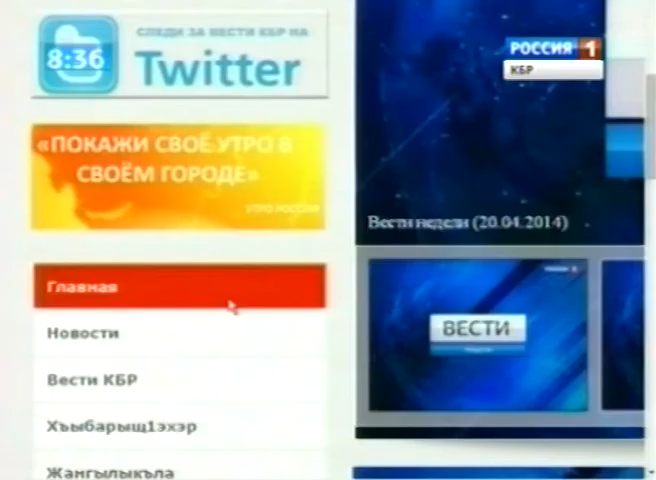 СЛЕДИ ЗА ВЕСТИ КБР НА
8:36
Twitter
РОССИЯ 1
КБР
«ПОКАЖИ СВОЁ УТРО В
СВОЁМ ГОРОДЕ»
УТРО РОССИИ
Вести недели (20.04.2014)
Главная
Новости
Вести КБР
Хъыбарыщ1эхэр
Жангылыкъла
ВЕСТИ